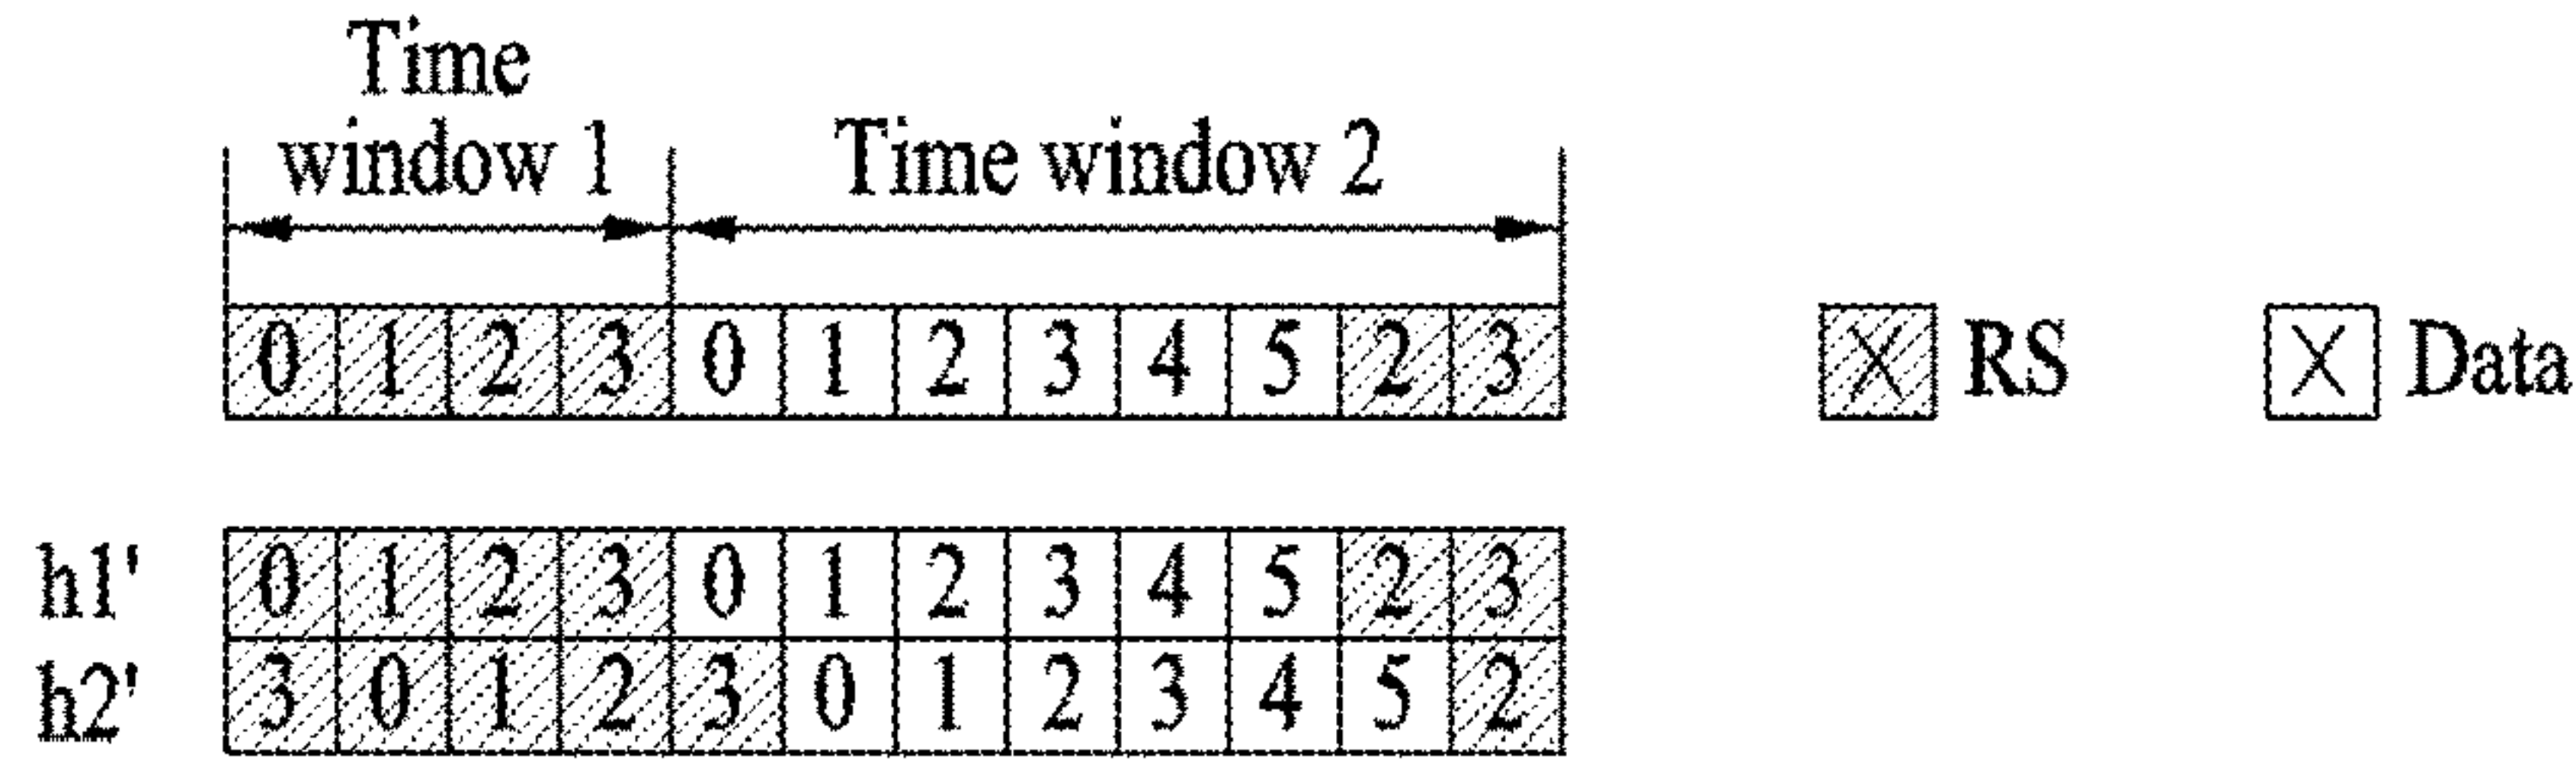 Time
window 1 Time window 2
0 1 2 3 0 1 2 3 4 5 2 3 X RS X Data
h1' 0 1 2 3 0 1 2 3 4 5 2 3
h2' 3 0 1 2 3 0 1 2 3 4 5 2